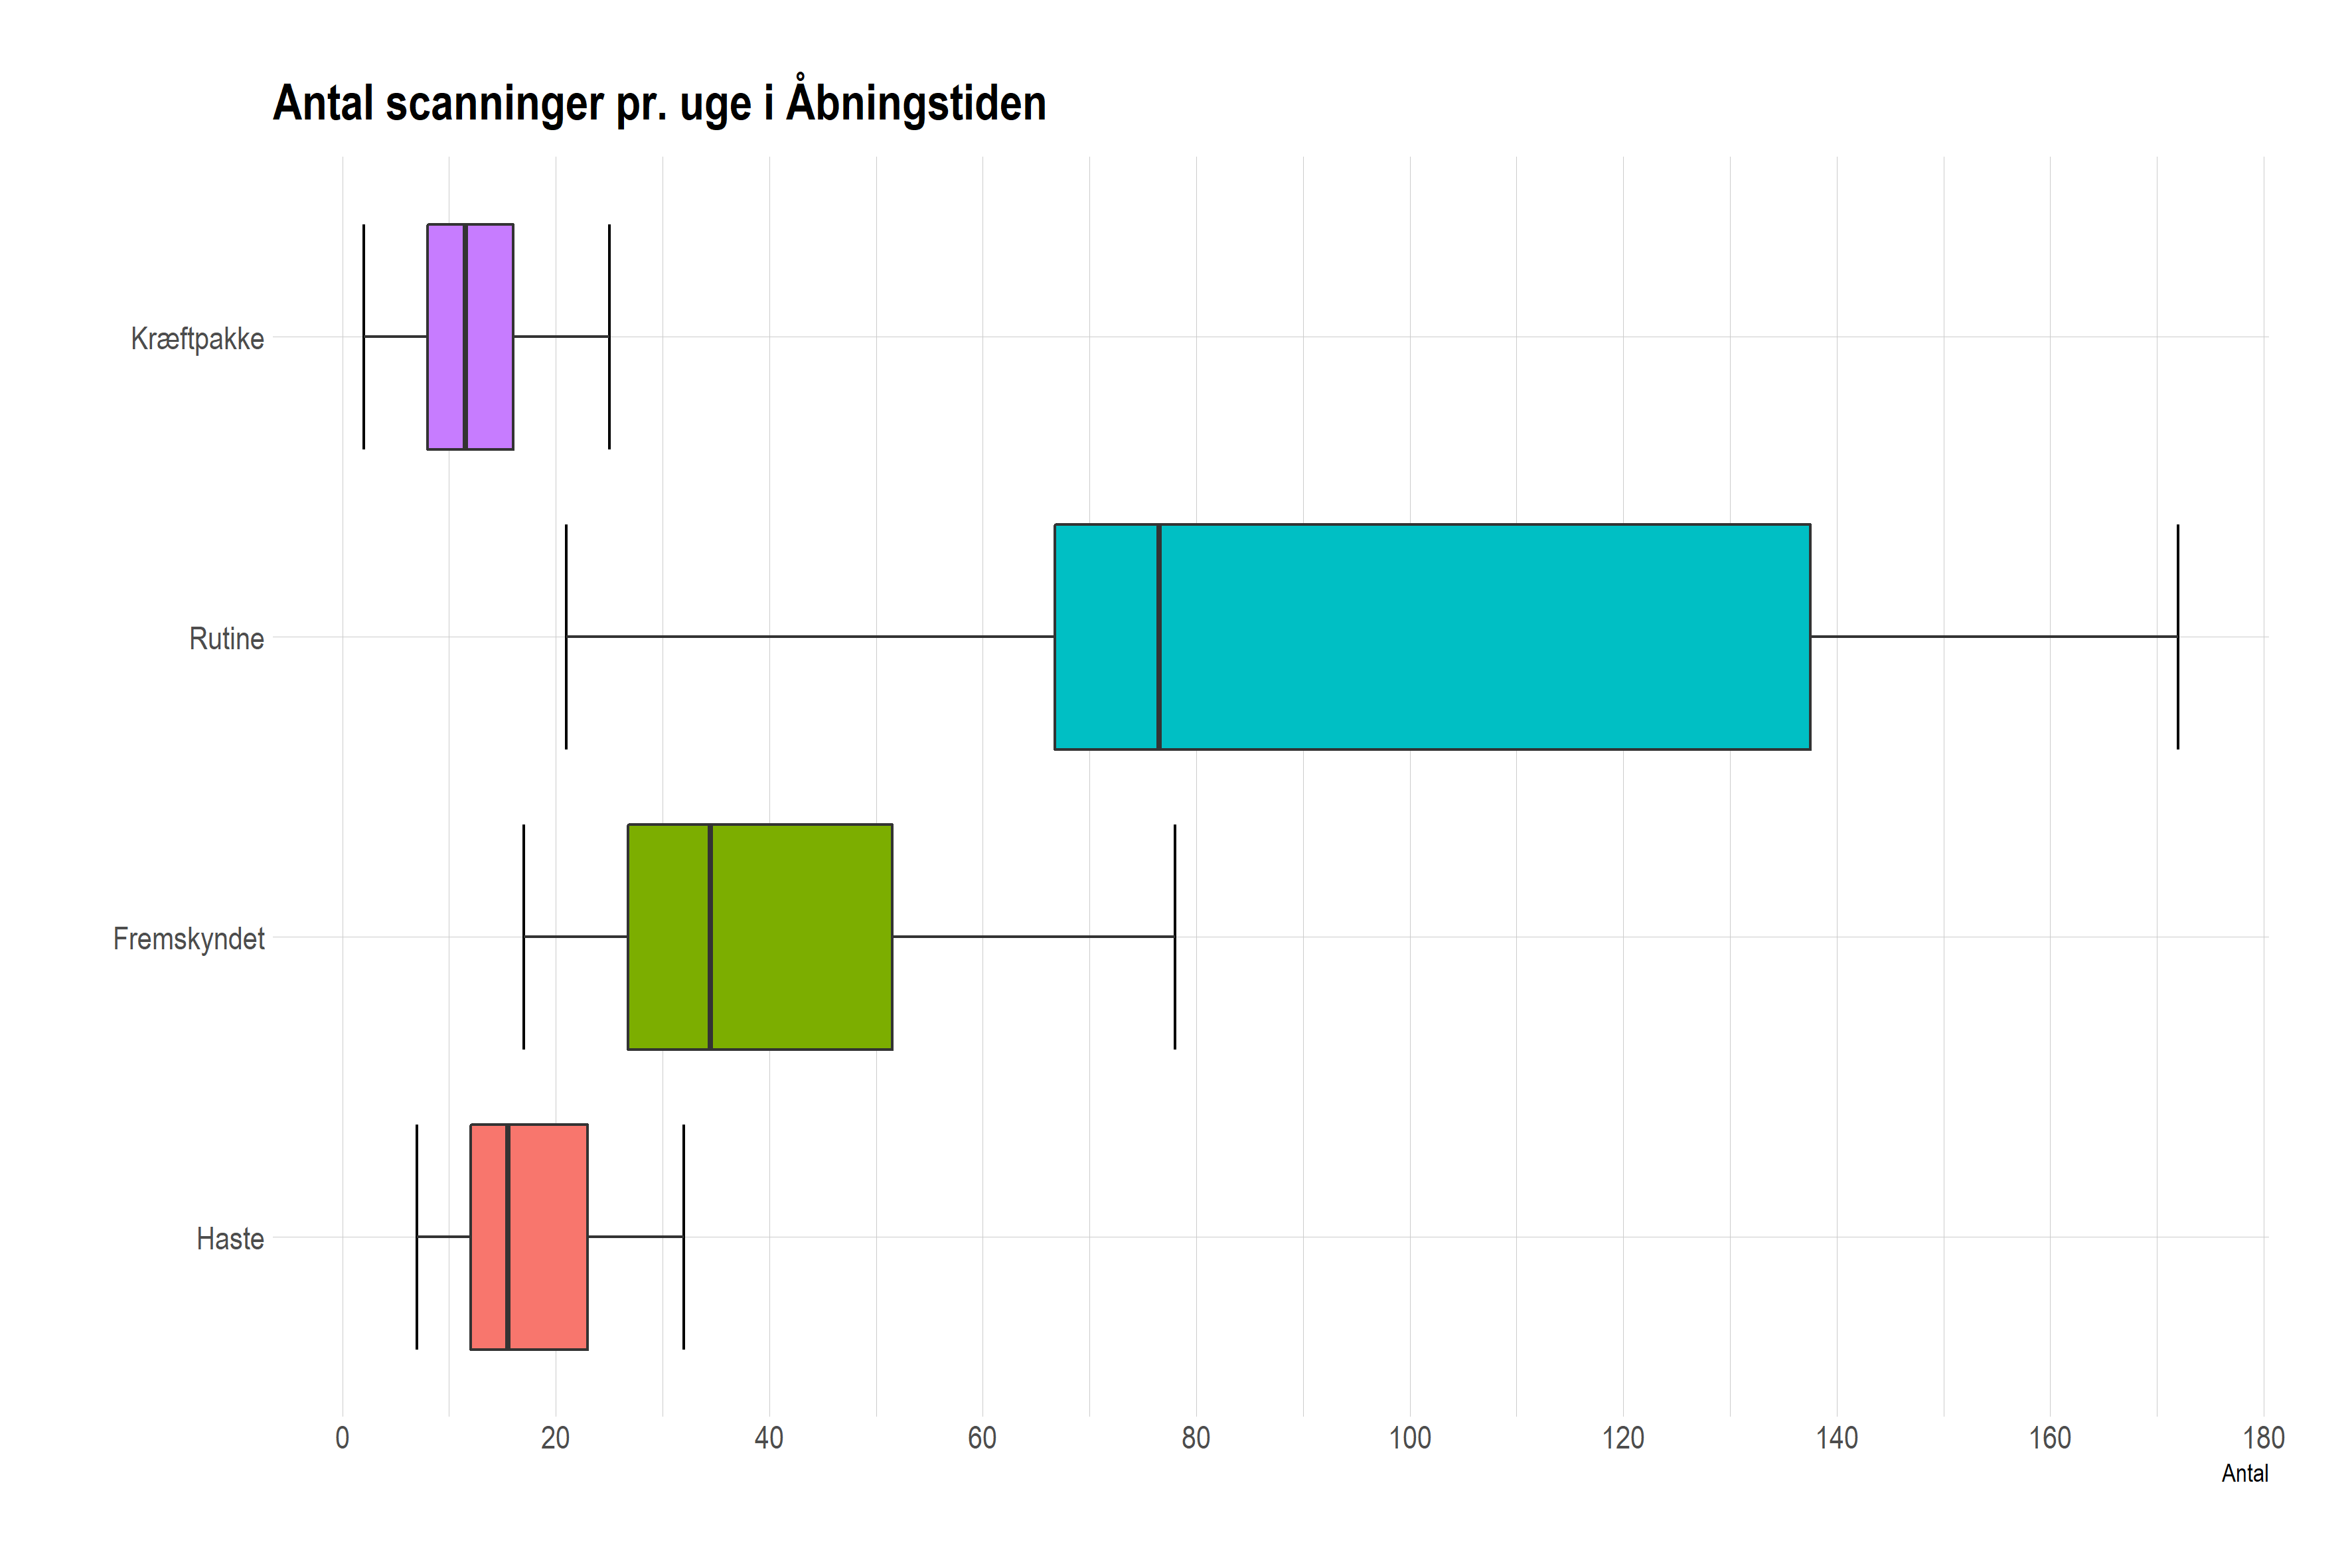 Antal scanninger pr. uge i Åbningstiden
Kræftpakke
Rutine
Fremskyndet
Haste
0 20 40 60 80 100 120 140 160 180
Antal